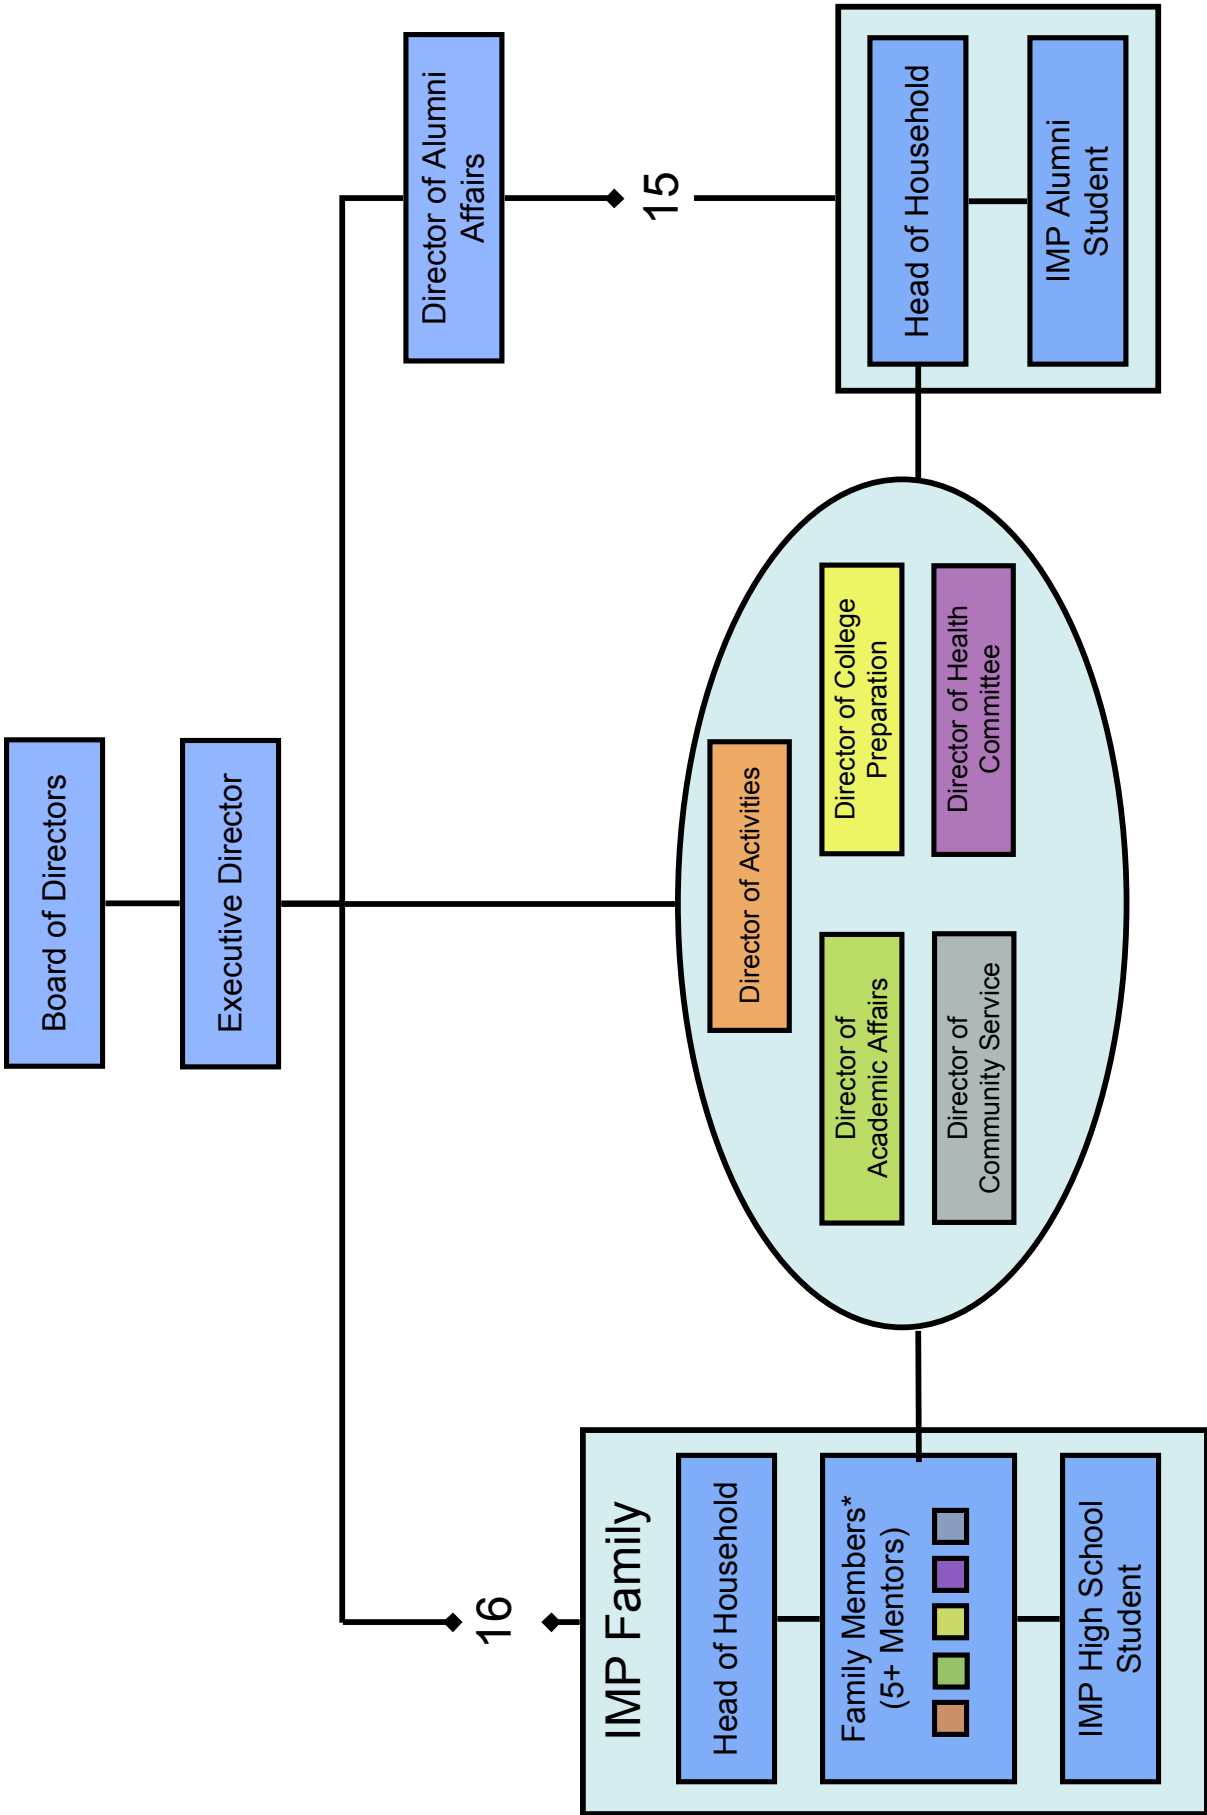 Board of Directors
Executive Director
Director of Alumni
Affairs
16
15
IMP Family
Head of Household
Family Members*
(5+ Mentors)
IMP High School
Student
Director of Activities
Director of
Academic Affairs
Director of College
Preparation
Director of
Community Service
Director of Health
Committee
Head of Household
IMP Alumni
Student